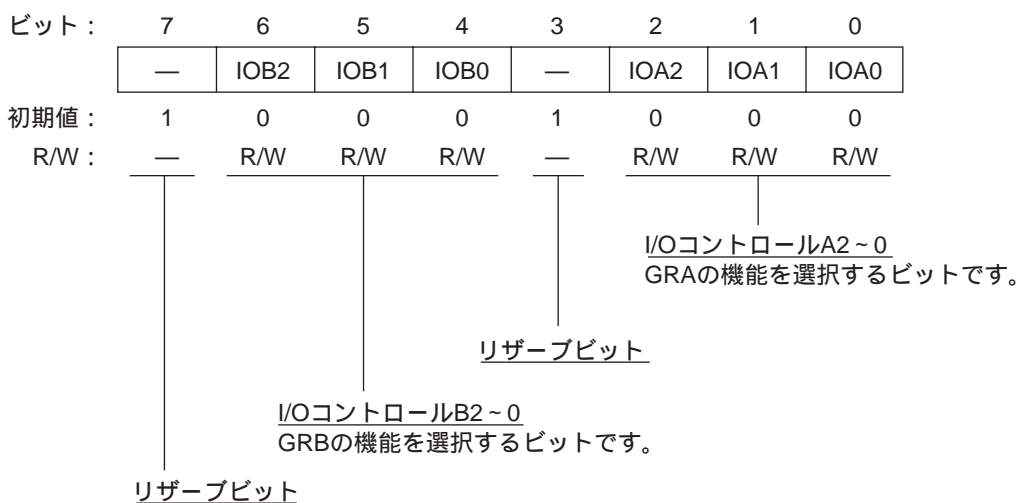 ビット： 7 6 5 4 3 2 1 0
— IOB2 IOB1 IOB0 — IOA2 IOA1 IOA0
初期値： 1 0 0 0 1 0 0 0
R/W： — R/W R/W R/W — R/W R/W R/W
I/OコントロールA2～0
GRAの機能を選択するビットです。
リザーブビット
I/OコントロールB2～0
GRBの機能を選択するビットです。
リザーブビット